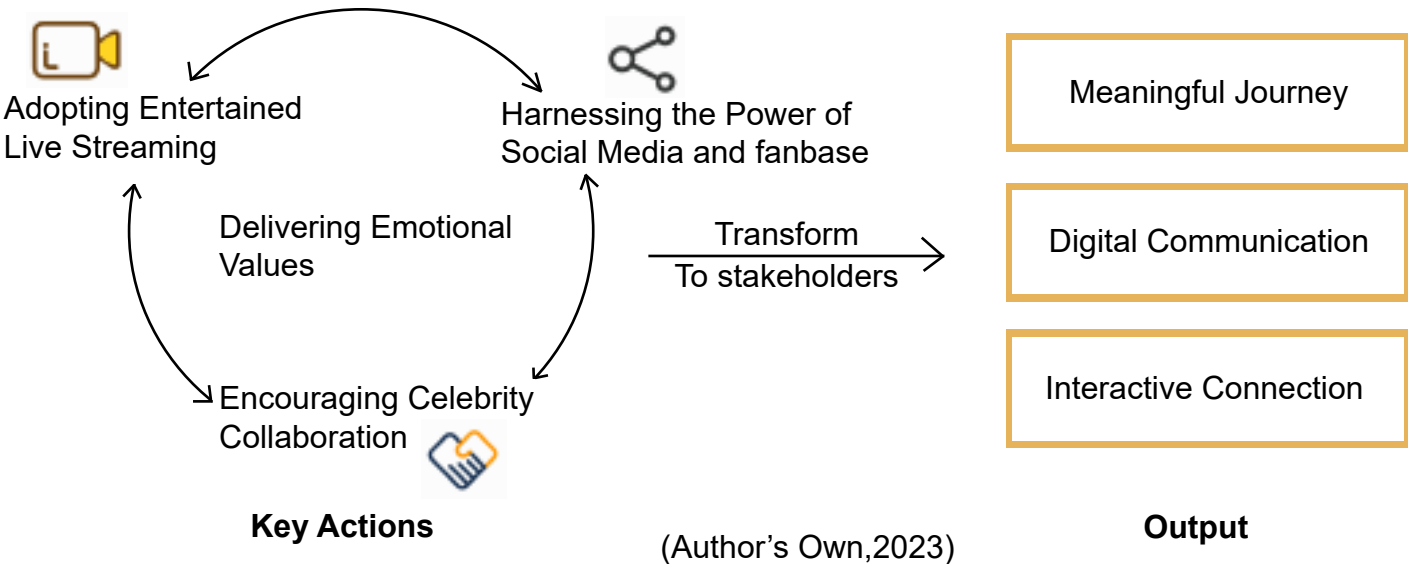 Adopting Entertained
Live Streaming
Harnessing the Power of
Social Media and fanbase
Delivering Emotional
Values
Encouraging Celebrity
Collaboration
Key Actions
Transform
To stakeholders
Meaningful Journey
Digital Communication
Interactive Connection
Output
(Author’s Own,2023)